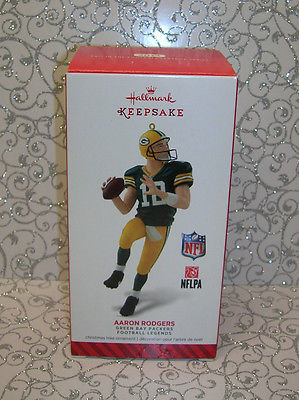 Hallmark
KEEPSAKE
12
NFL
NFLPA
AARON RODGERS
GREEN BAY PACKERS
FOOTBALL LEGENDS
christmas tree ornament | décoration pour l'arbre de noël